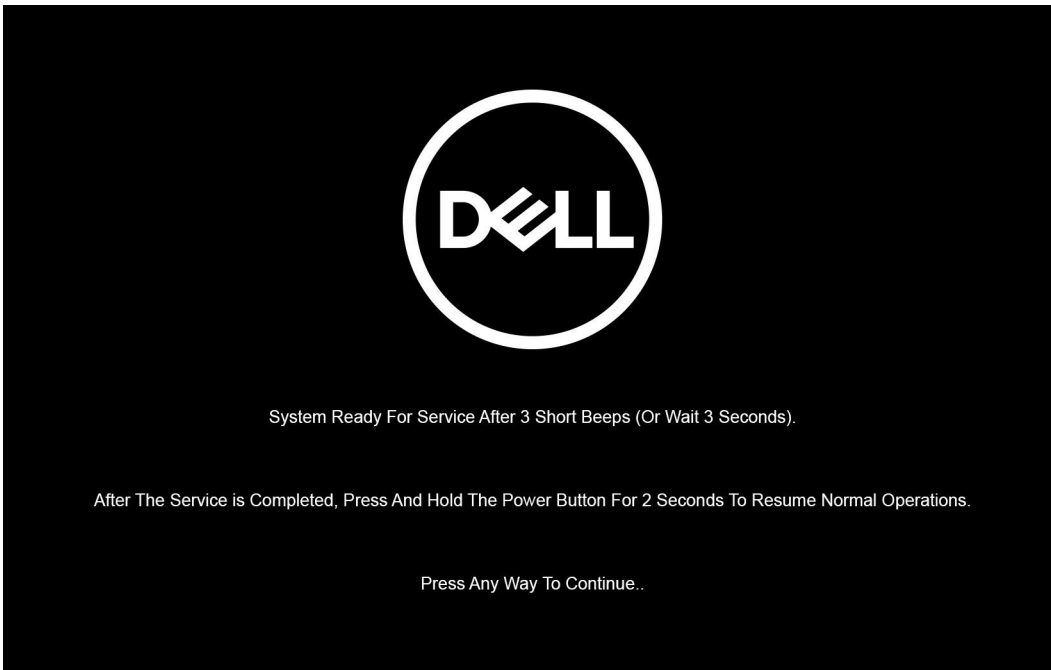 DELL
System Ready For Service After 3 Short Beeps (Or Wait 3 Seconds).
After The Service is Completed, Press And Hold The Power Button For 2 Seconds To Resume Normal Operations.
Press Any Way To Continue..